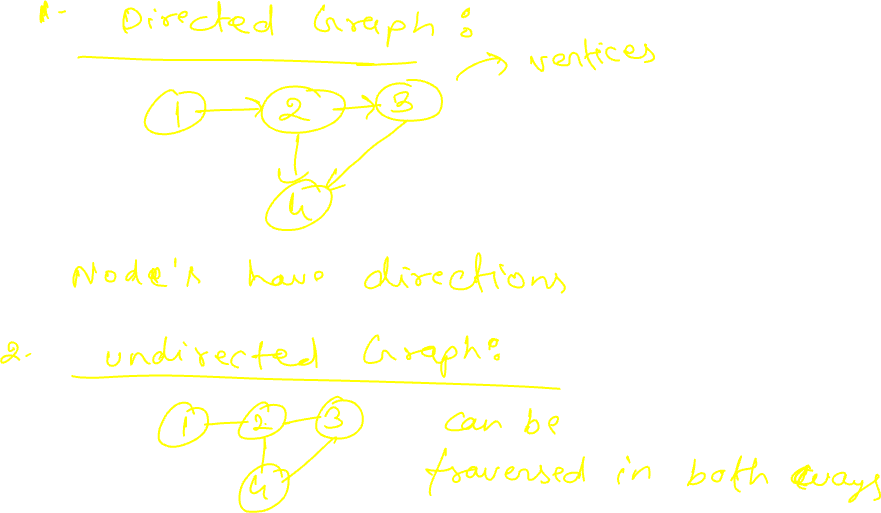 1. Directed Graph:
vertices
1 2 3
4
Node's have directions
2. undirected Graph:
1 2 3
can be
4
traversed in both ways